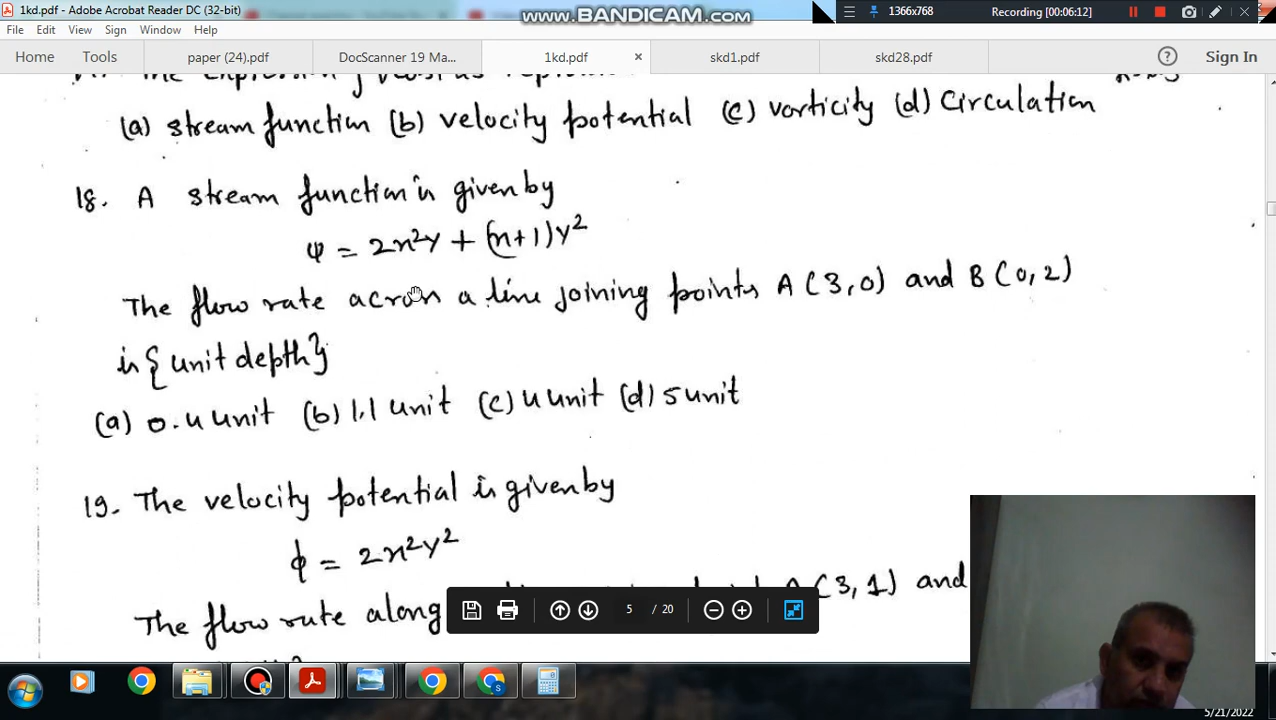 1kd.pdf - Adobe Acrobat Reader DC (32-bit)
www.BANDICAM.com
1366x768
Recording [00:06:12]
File Edit View Sign Window Help
Home Tools paper (24).pdf DocScanner 19 Ma... 1kd.pdf × skd1.pdf skd28.pdf Sign In
(a) stream function (b) velocity potential (c) vorticity (d) Circulation
18. A stream function is given by
ψ = 2x²y + (x+1)y²
The flow rate across a line joining points A (3,0) and B (0,2)
is {unit depth}
(a) 0.4 unit (b) 1.1 unit (c) 4 unit (d) 5 unit
19. The velocity potential is given by
ϕ = 2x²y²
A (3,1) and
The flow rate along
5 / 20
5/21/2022